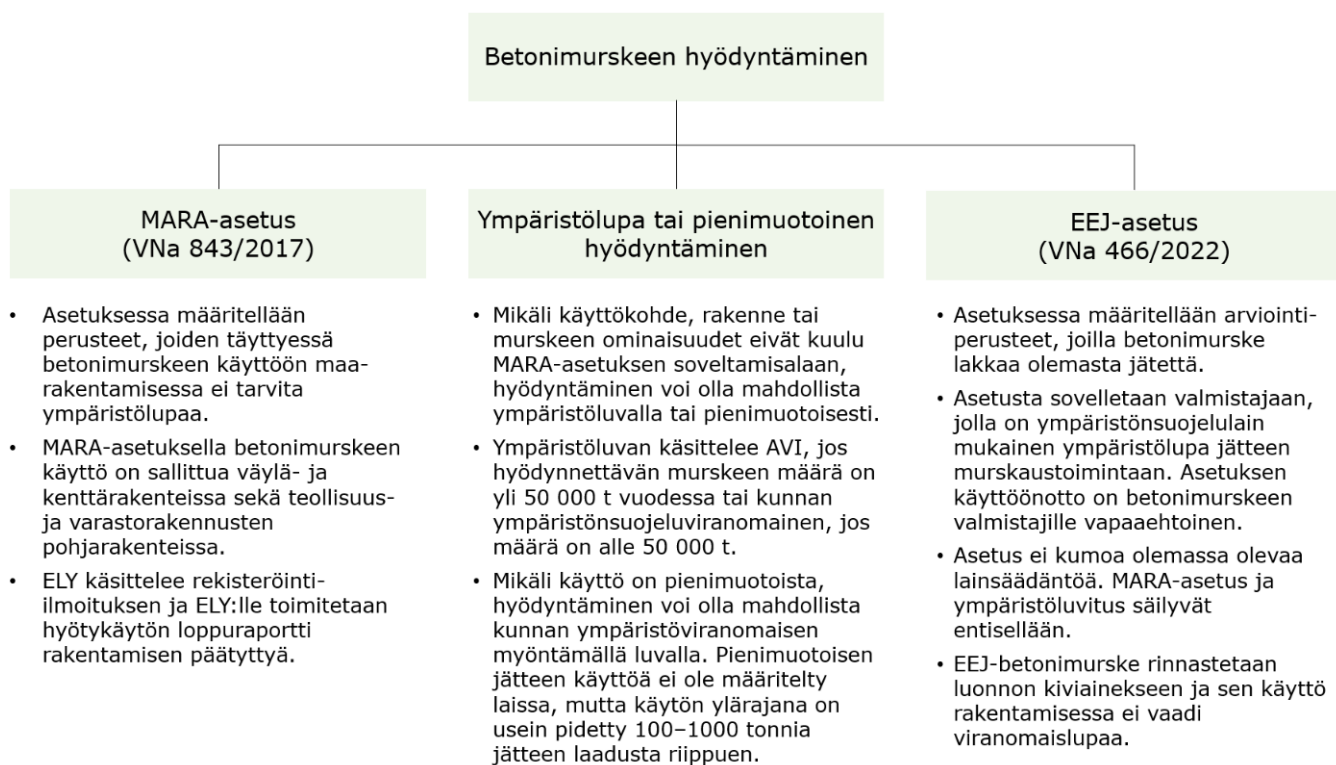 Betonimurskeen hyödyntäminen
MARA-asetus
(VNa 843/2017)
• Asetuksessa määritellään
perusteet, joiden täyttyessä
betonimurskeen käyttöön maa-
rakentamisessa ei tarvita
ympäristölupaa.
• MARA-asetuksella betonimurskeen
käyttö on sallittua väylä- ja
kenttärakenteissa sekä teollisuus-
ja varastorakennusten
pohjarakenteissa.
• ELY käsittelee rekisteröinti-
ilmoituksen ja ELY:lle toimitetaan
hyötykäytön loppuraportti
rakentamisen päätyttyä.
Ympäristölupa tai pienimuotoinen
hyödyntäminen
• Mikäli käyttökohde, rakenne tai
murskeen ominaisuudet eivät kuulu
MARA-asetuksen soveltamisalaan,
hyödyntäminen voi olla mahdollista
ympäristöluvalla tai pienimuotoisesti.
• Ympäristöluvan käsittelee AVI, jos
hyödynnettävän murskeen määrä on
yli 50 000 t vuodessa tai kunnan
ympäristönsuojeluviranomainen, jos
määrä on alle 50 000 t.
• Mikäli käyttö on pienimuotoista,
hyödyntäminen voi olla mahdollista
kunnan ympäristöviranomaisen
myöntämällä luvalla. Pienimuotoisen
jätteen käyttöä ei ole määritelty
laissa, mutta käytön ylärajana on
usein pidetty 100–1000 tonnia
jätteen laadusta riippuen.
EEJ-asetus
(VNa 466/2022)
• Asetuksessa määritellään arviointi-
perusteet, joilla betonimurske
lakkaa olemasta jätettä.
• Asetusta sovelletaan valmistajaan,
jolla on ympäristönsuojelulain
mukainen ympäristölupa jätteen
murskaustoimintaan. Asetuksen
käyttöönotto on betonimurskeen
valmistajille vapaaehtoinen.
• Asetus ei kumoa olemassa olevaa
lainsäädäntöä. MARA-asetus ja
ympäristöluvitus säilyvät
entisellään.
• EEJ-betonimurske rinnastetaan
luonnon kiviainekseen ja sen käyttö
rakentamisessa ei vaadi
viranomaislupaa.